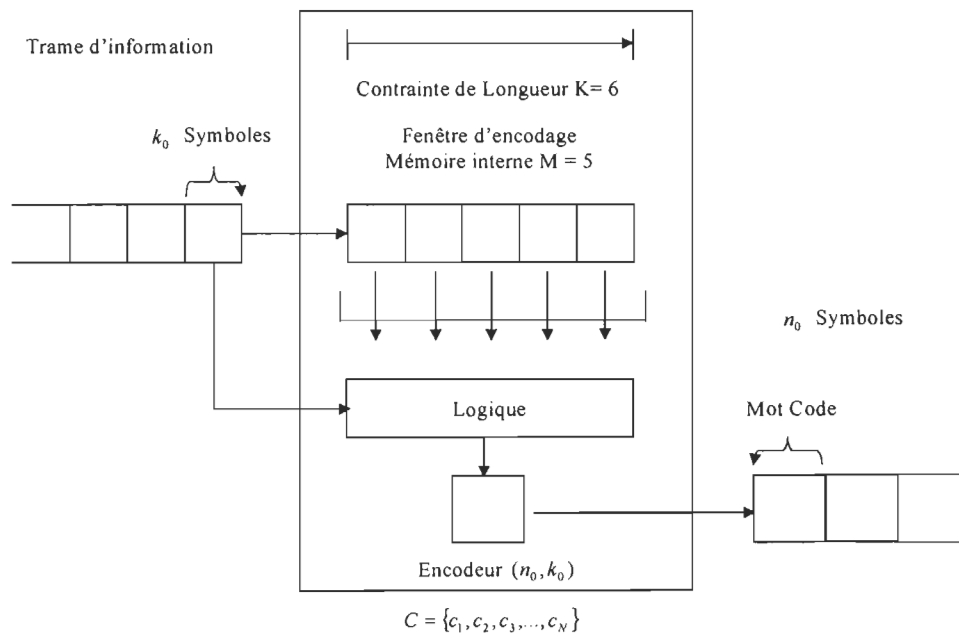 Trame d'information
Contrainte de Longueur K= 6
k₀ Symboles
Fenêtre d'encodage
Mémoire interne M = 5
n₀ Symboles
Logique
Mot Code
Encodeur (n₀,k₀)
C = {c₁,c₂,c₃,...,c_N}